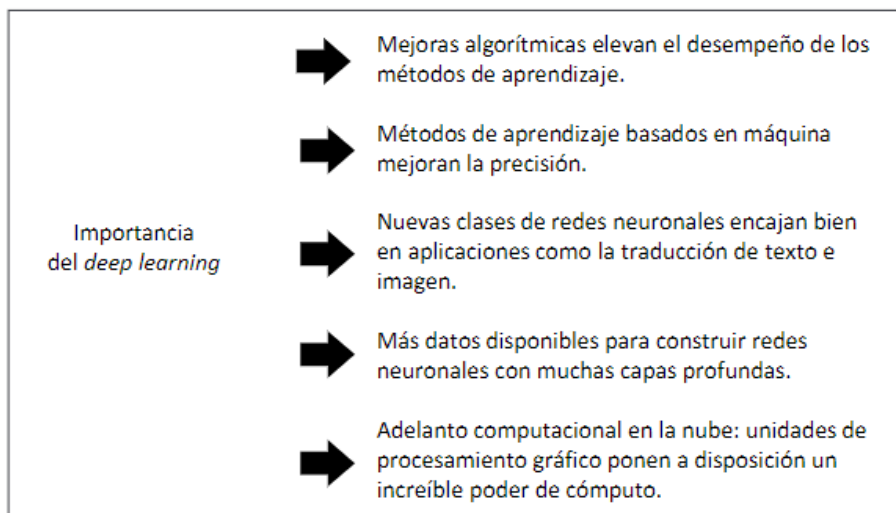 Importancia
del deep learning
Mejoras algorítmicas elevan el desempeño de los
métodos de aprendizaje.
Métodos de aprendizaje basados en máquina
mejoran la precisión.
Nuevas clases de redes neuronales encajan bien
en aplicaciones como la traducción de texto e
imagen.
Más datos disponibles para construir redes
neuronales con muchas capas profundas.
Adelanto computacional en la nube: unidades de
procesamiento gráfico ponen a disposición un
increíble poder de cómputo.